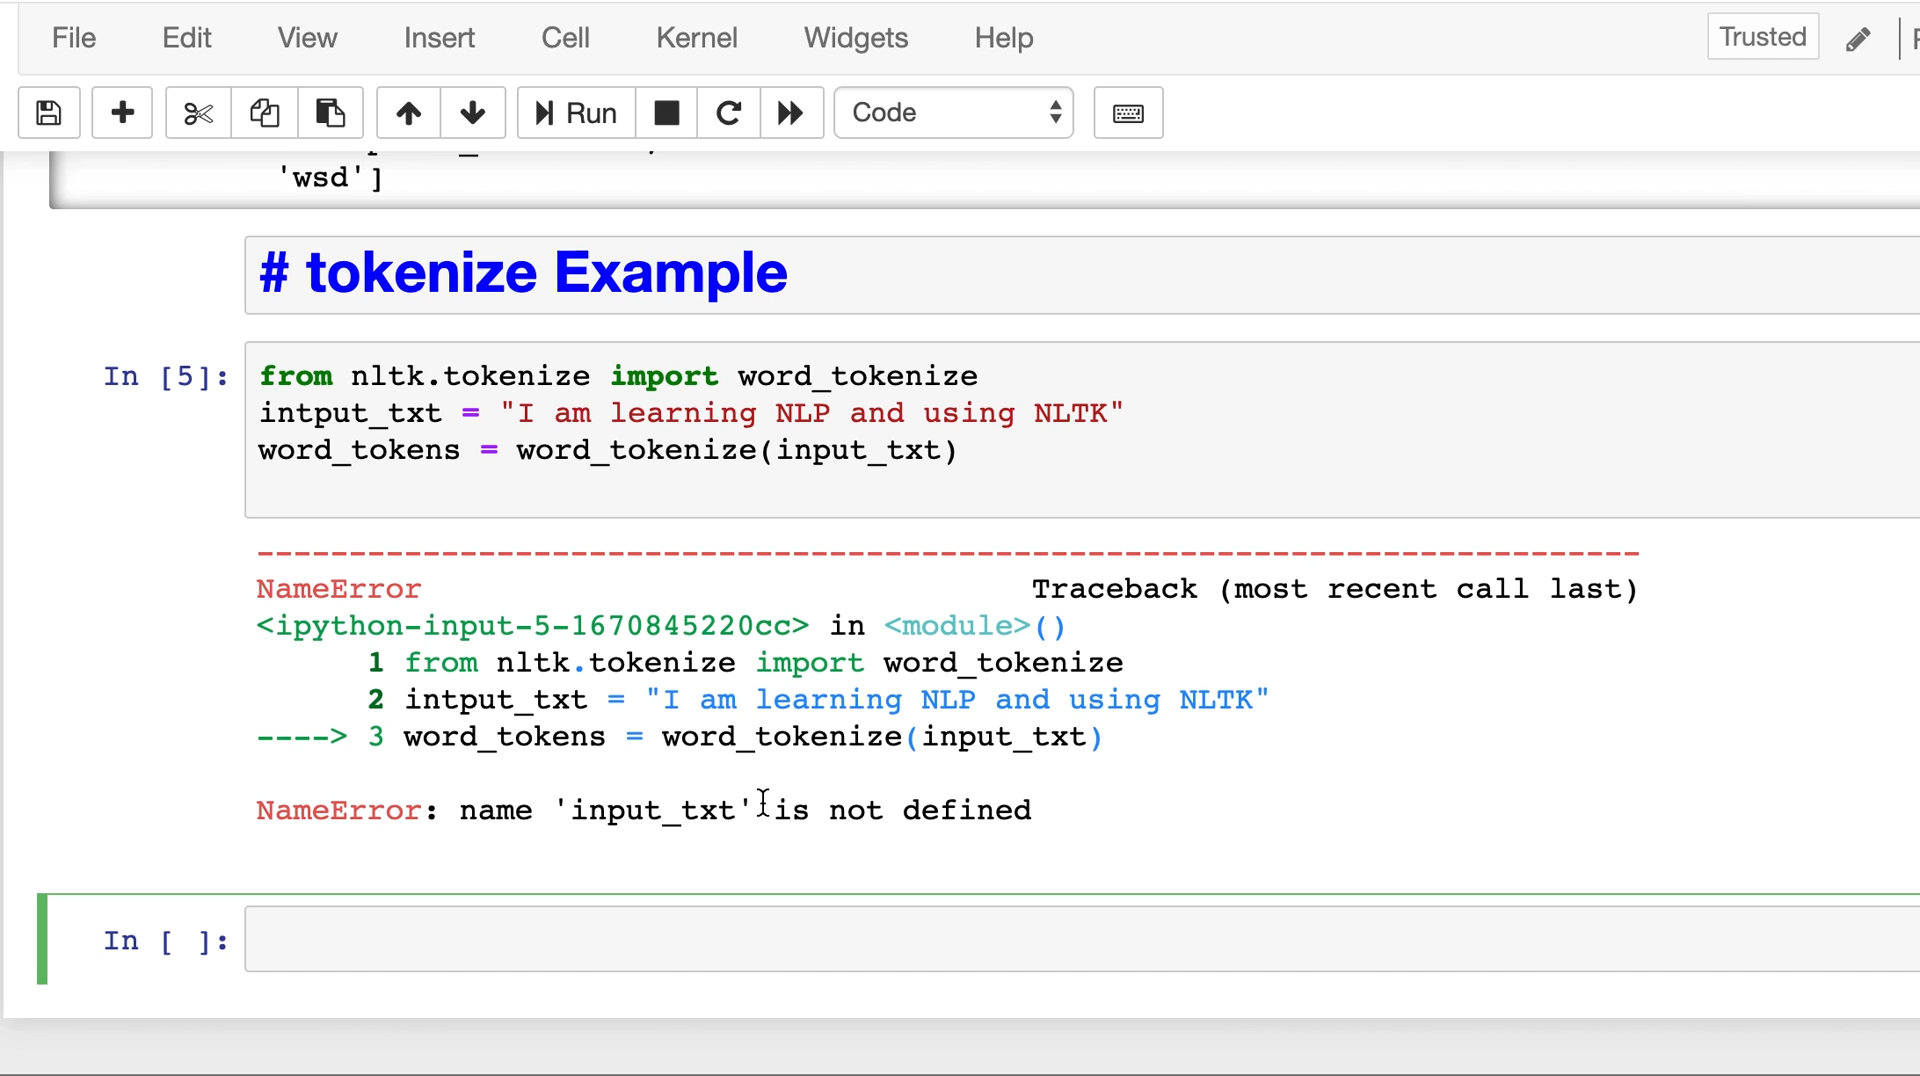 File Edit View Insert Cell Kernel Widgets Help Trusted
Run Code
'wsd']
# tokenize Example
In [5]: from nltk.tokenize import word_tokenize
intput_txt = "I am learning NLP and using NLTK"
word_tokens = word_tokenize(input_txt)
---------------------------------------------------------------------------
NameError Traceback (most recent call last)
<ipython-input-5-1670845220cc> in <module>()
1 from nltk.tokenize import word_tokenize
2 intput_txt = "I am learning NLP and using NLTK"
----> 3 word_tokens = word_tokenize(input_txt)
NameError: name 'input_txt' is not defined
In [ ]: